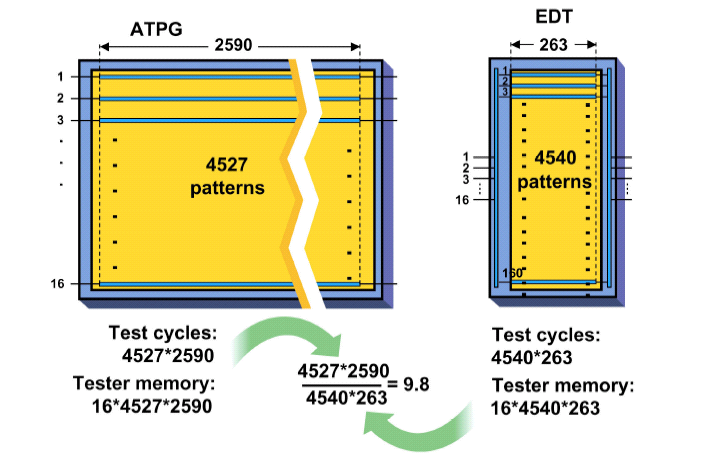 ATPG
2590
1
2
3
16
4527
patterns
Test cycles:
4527*2590
Tester memory:
16*4527*2590
4527*2590
4540*263
= 9.8
EDT
263
1
2
3
160
1
2
3
16
4540
patterns
Test cycles:
4540*263
Tester memory:
16*4540*263